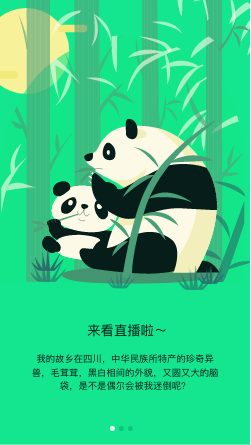 来看直播啦～
我的故乡在四川，中华民族所特产的珍奇异
兽，毛茸茸，黑白相间的外貌，又圆又大的脑
袋，是不是偶尔会被我迷倒呢？